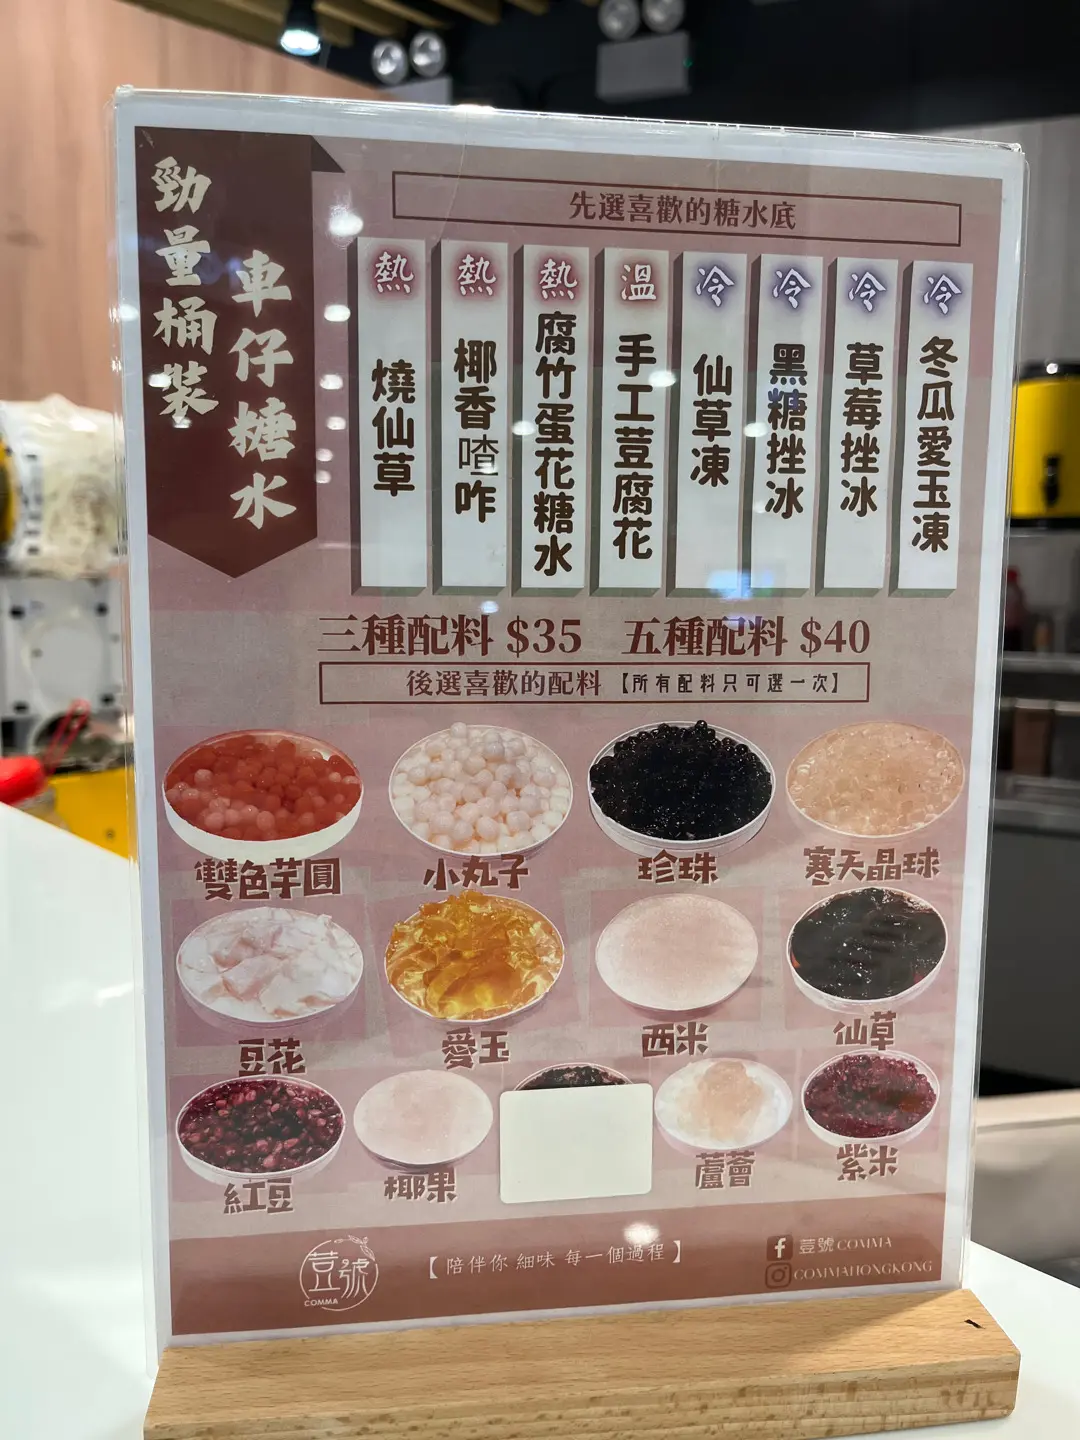 勁量桶裝
車仔糖水
先選喜歡的糖水底
熱 燒仙草
熱 椰香喳咋
熱 腐竹蛋花糖水
溫 手工荳腐花
冷 仙草凍
冷 黑糖挫冰
冷 草莓挫冰
冷 冬瓜愛玉凍
三種配料 $35 五種配料 $40
後選喜歡的配料【所有配料只可選一次】
雙色芋圓 小丸子 珍珠 寒天晶球
豆花 愛玉 西米 仙草
紅豆 椰果 蘆薈 紫米
荳號
COMMA
【陪伴你 細味 每一個過程】
荳號COMMA
COMMAHONGKONG